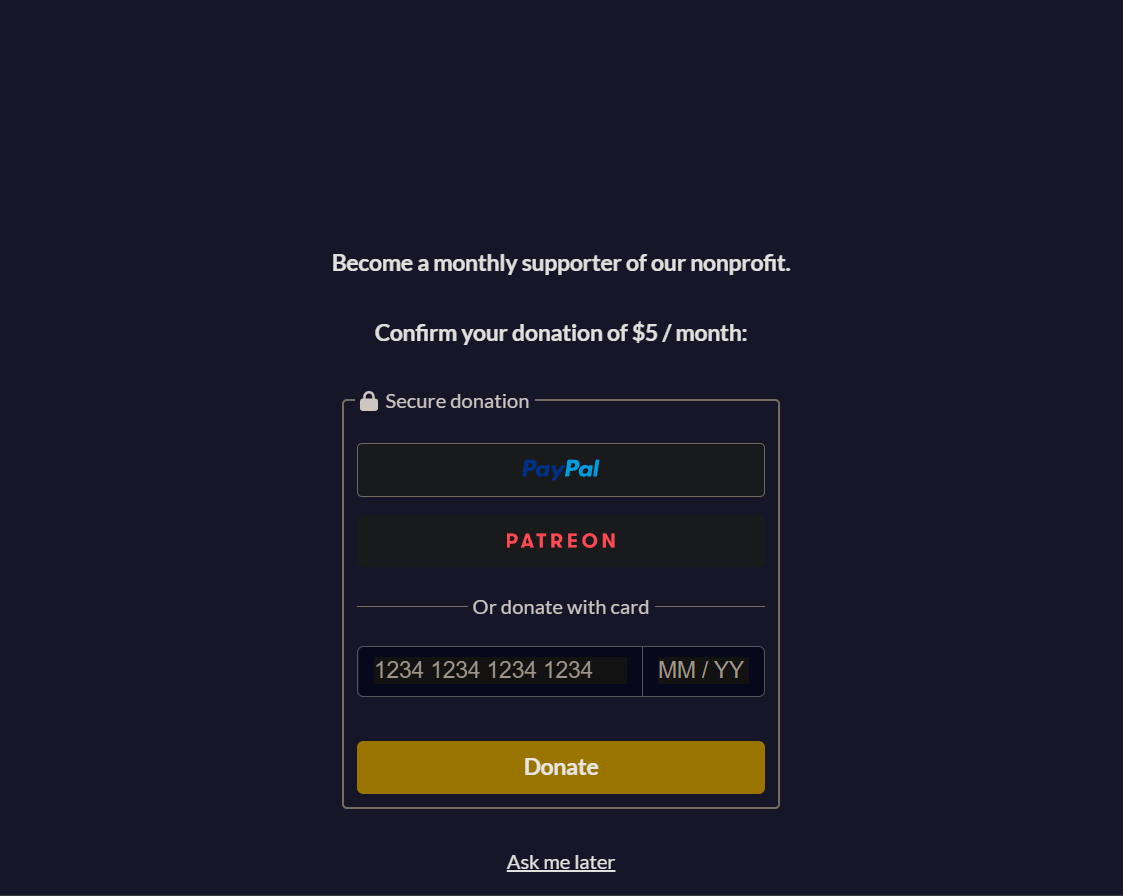 Become a monthly supporter of our nonprofit.
Confirm your donation of $5 / month:
Secure donation
PayPal
PATREON
Or donate with card
1234 1234 1234 1234 MM / YY
Donate
Ask me later